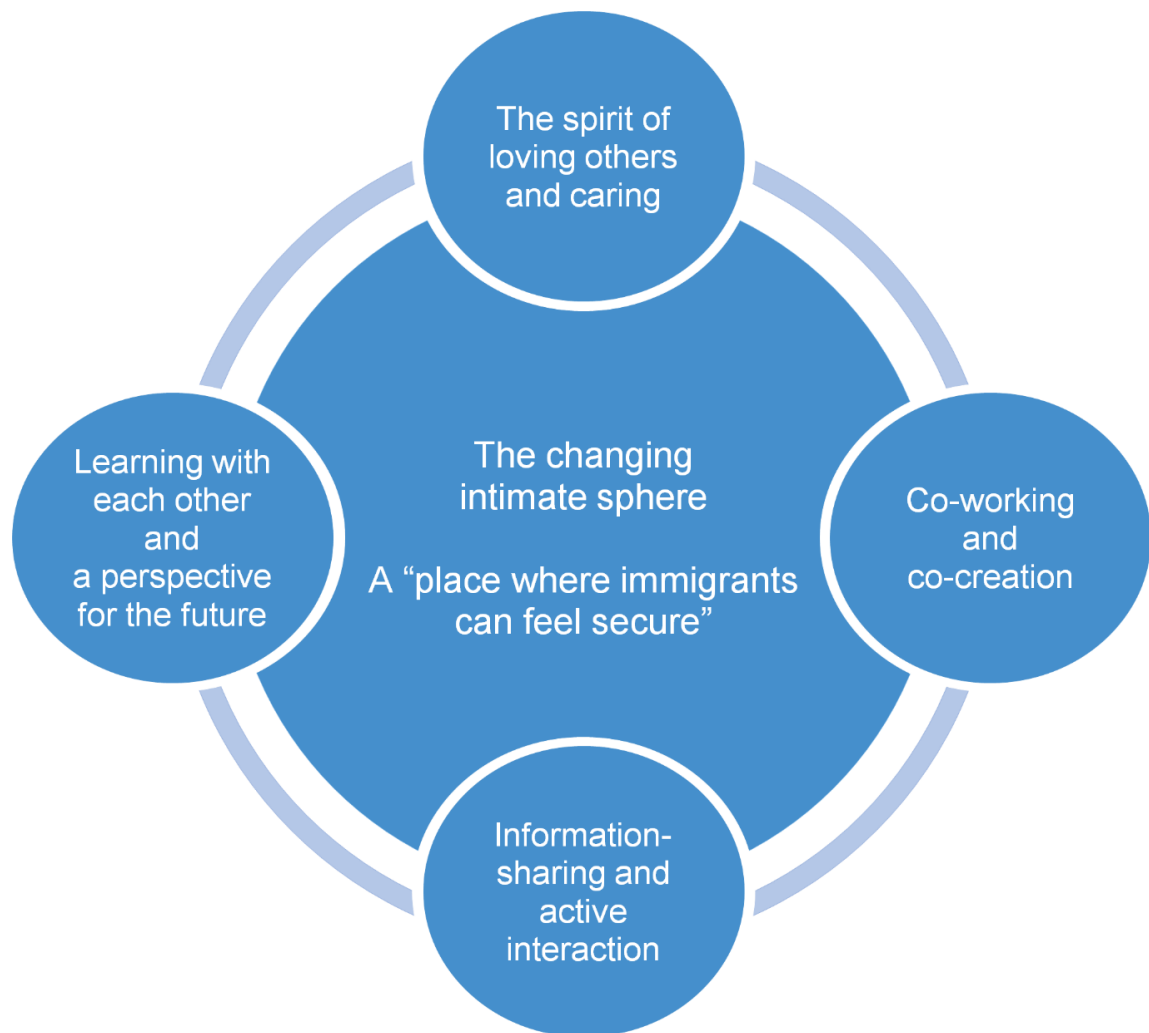 The spirit of
loving others
and caring
Learning with
each other
and
a perspective
for the future
The changing
intimate sphere
A “place where immigrants
can feel secure”
Co-working
and
co-creation
Information-
sharing and
active
interaction